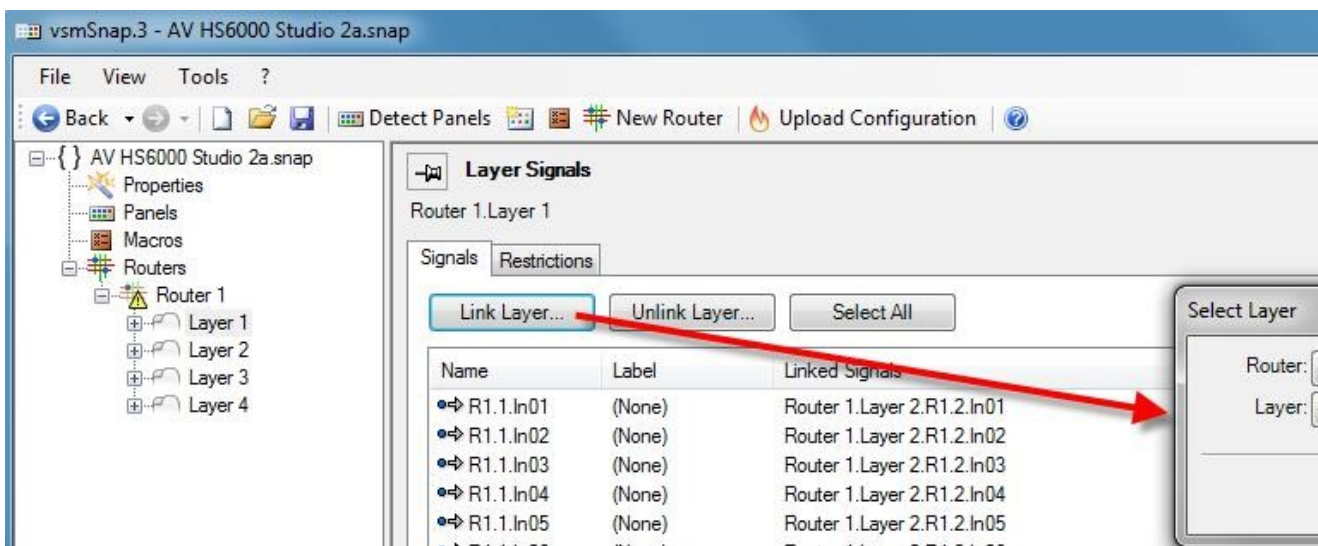 vsmSnap.3 - AV HS6000 Studio 2a.snap
File View Tools ?
Back Detect Panels New Router Upload Configuration
{ } AV HS6000 Studio 2a.snap
Properties
Panels
Macros
Routers
Router 1
Layer 1
Layer 2
Layer 3
Layer 4
Layer Signals
Router 1.Layer 1
Signals Restrictions
Link Layer... Unlink Layer... Select All
Name Label Linked Signals
R1.1.In01 (None) Router 1.Layer 2.R1.2.In01
R1.1.In02 (None) Router 1.Layer 2.R1.2.In02
R1.1.In03 (None) Router 1.Layer 2.R1.2.In03
R1.1.In04 (None) Router 1.Layer 2.R1.2.In04
R1.1.In05 (None) Router 1.Layer 2.R1.2.In05
Select Layer
Router:
Layer: